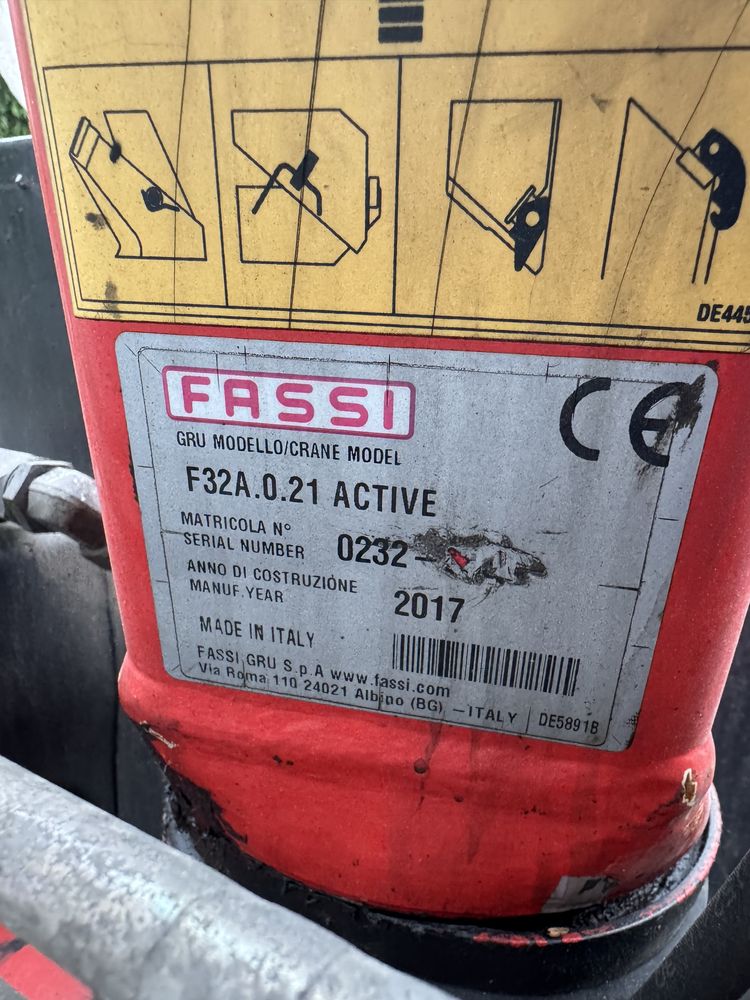 DE445
FASSI
CE
GRU MODELLO/CRANE MODEL
F32A.0.21 ACTIVE
MATRICOLA N°
SERIAL NUMBER 0232-
ANNO DI COSTRUZIONE
MANUF.YEAR 2017
MADE IN ITALY
FASSI GRU S.p.A www.fassi.com
Via Roma 110 24021 Albino (BG) – ITALY
DE5891B